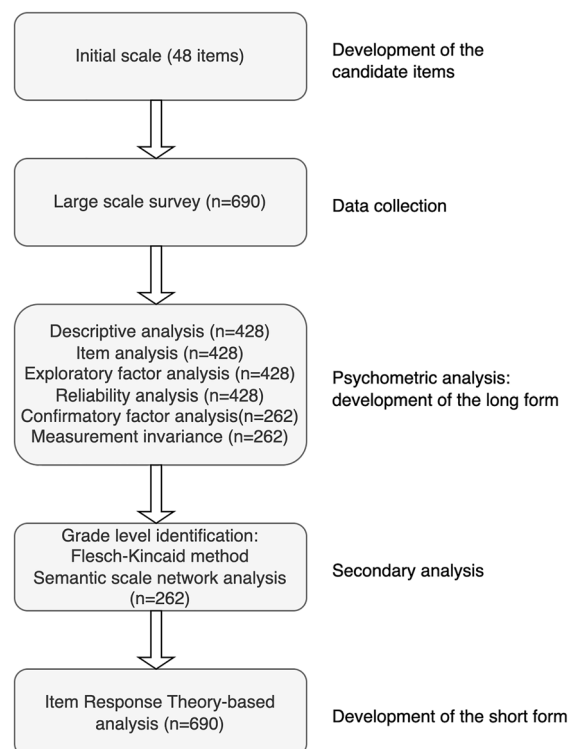 Initial scale (48 items)
Development of the
candidate items
Large scale survey (n=690)
Data collection
Descriptive analysis (n=428)
Item analysis (n=428)
Exploratory factor analysis (n=428)
Reliability analysis (n=428)
Confirmatory factor analysis(n=262)
Measurement invariance (n=262)
Psychometric analysis:
development of the long form
Grade level identification:
Flesch-Kincaid method
Semantic scale network analysis
(n=262)
Secondary analysis
Item Response Theory-based
analysis (n=690)
Development of the short form